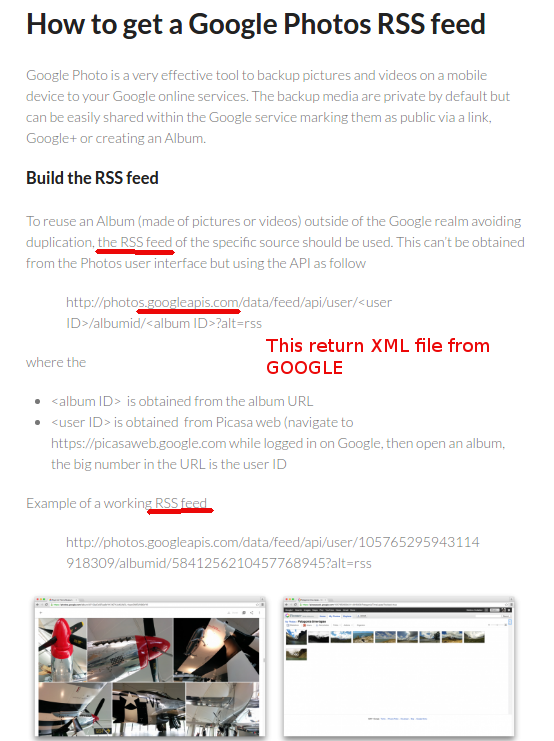 How to get a Google Photos RSS feed
Google Photo is a very effective tool to backup pictures and videos on a mobile
device to your Google online services. The backup media are private by default but
can be easily shared within the Google service marking them as public via a link,
Google+ or creating an Album.
Build the RSS feed
To reuse an Album (made of pictures or videos) outside of the Google realm avoiding
duplication, the RSS feed of the specific source should be used. This can't be obtained
from the Photos user interface but using the API as follow
http://photos.googleapis.com/data/feed/api/user/<user
ID>/albumid/<album ID>?alt=rss
This return XML file from
GOOGLE
where the
• <album ID>  is obtained from the album URL
• <user ID> is obtained  from Picasa web (navigate to
https://picasaweb.google.com while logged in on Google, then open an album,
the big number in the URL is the user ID
Example of a working RSS feed
http://photos.googleapis.com/data/feed/api/user/105765295943114
918309/albumid/5841256210457768945?alt=rss